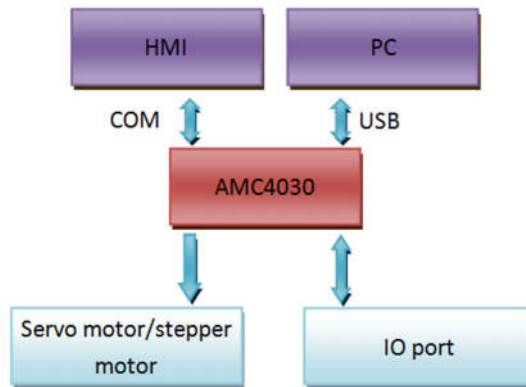 HMI
PC
COM
USB
AMC4030
Servo motor/stepper
motor
IO port